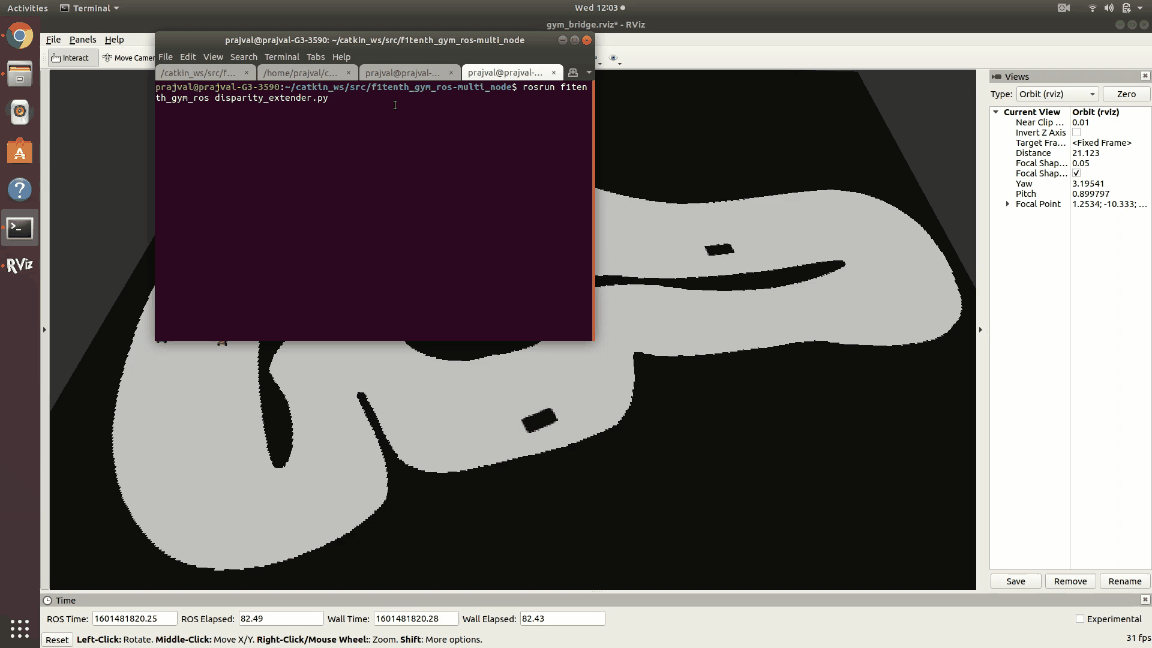 Activities
Terminal
Wed 12:03
gym_bridge.rviz* - RViz
File Panels Help
Interact
Move Camer
prajval@prajval-G3-3590: ~/catkin_ws/src/f1tenth_gym_ros-multi_node
File Edit View Search Terminal Tabs Help
/catkin_ws/src/f... ×
/home/prajval/c... ×
prajval@prajval-... ×
prajval@prajval-... ×
prajval@prajval-G3-3590:~/catkin_ws/src/f1tenth_gym_ros-multi_node$ rosrun f1ten
th_gym_ros disparity_extender.py
RViz
Views
Type: Orbit (rviz) Zero
Current View Orbit (rviz)
Near Clip ... 0.01
Invert Z Axis
Target Fra... <Fixed Frame>
Distance 21.123
Focal Shap... 0.05
Focal Shap... ✓
Yaw 3.19541
Pitch 0.899797
Focal Point 1.2534; -10.333; ...
Save Remove Rename
Time
ROS Time: 1601481820.25 ROS Elapsed: 82.49 Wall Time: 1601481820.28 Wall Elapsed: 82.43
Experimental
Reset Left-Click: Rotate. Middle-Click: Move X/Y. Right-Click/Mouse Wheel:: Zoom. Shift: More options.
31 fps